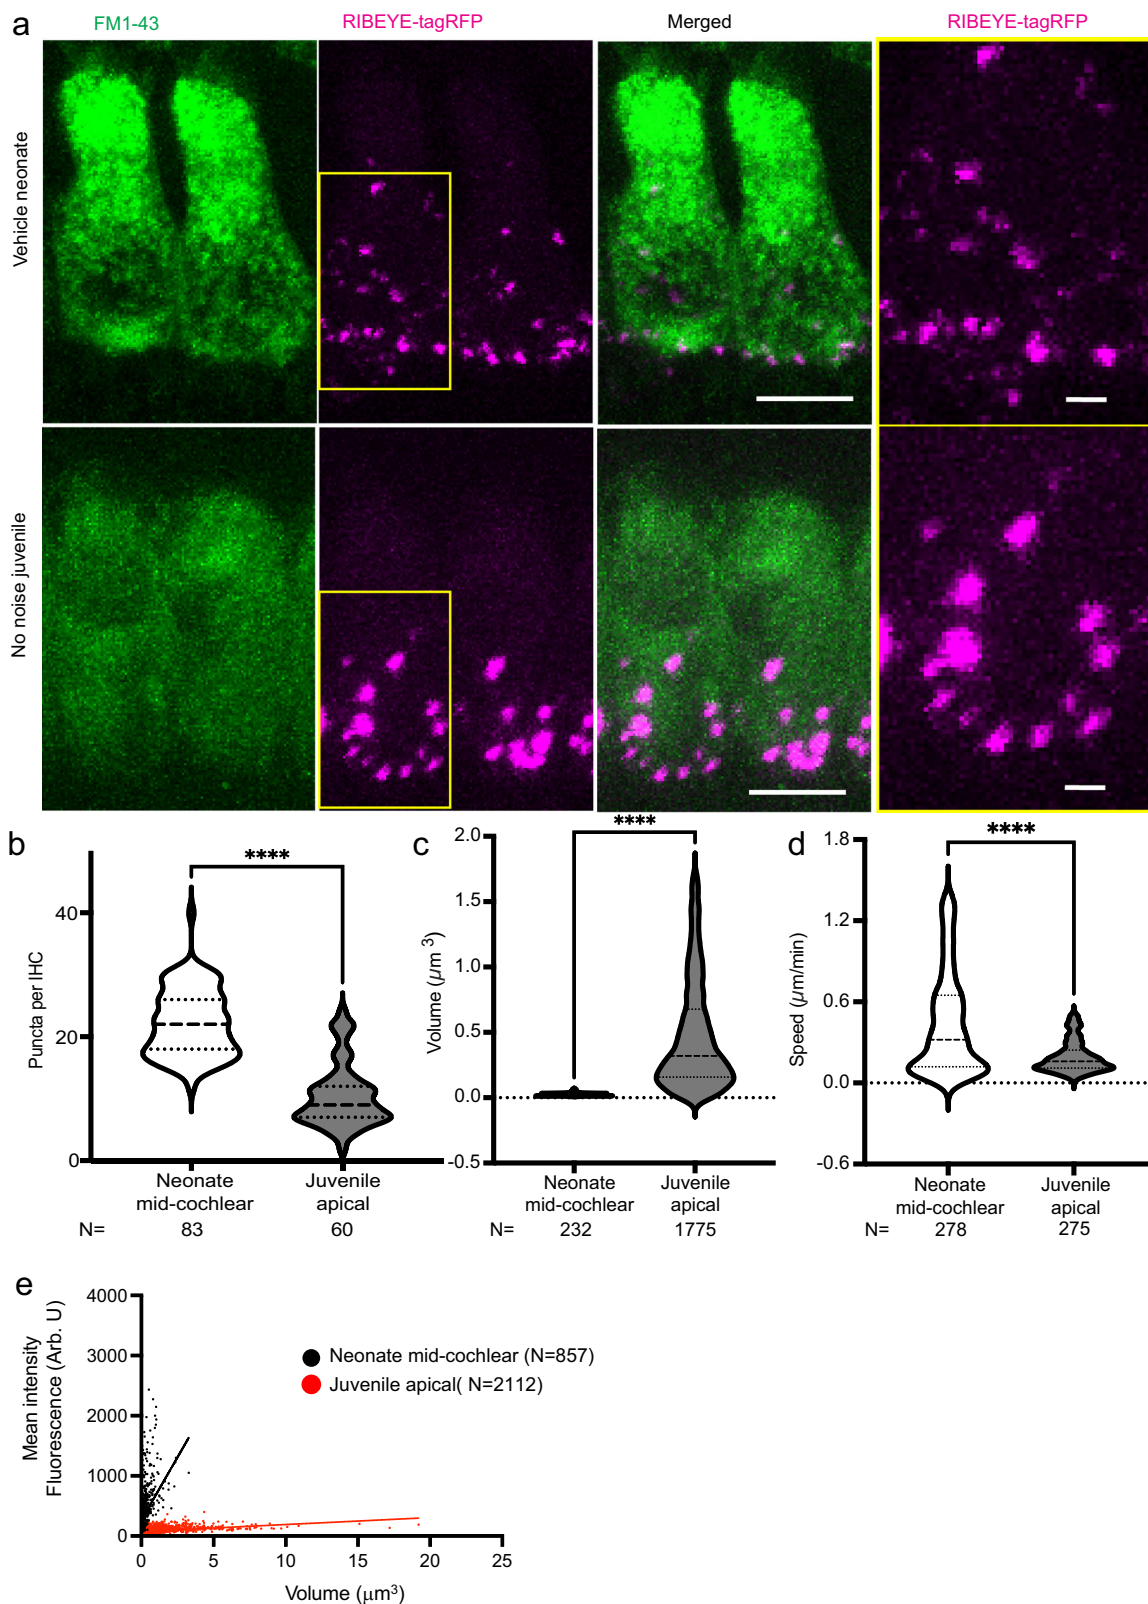 a
FM1-43
RIBEYE-tagRFP
Merged
RIBEYE-tagRFP
Vehicle neonate
No noise juvenile
b
Puncta per IHC
40
20
0
****
Neonate
mid-cochlear
Juvenile
apical
N=
83
60
c
Volume (μm ³)
2.0
1.5
1.0
0.5
0.0
-0.5
****
Neonate
mid-cochlear
Juvenile
apical
N=
232
1775
d
Speed (μm/min)
1.8
1.2
0.6
0.0
-0.6
****
Neonate
mid-cochlear
Juvenile
apical
N=
278
275
e
Mean intensity
Fluorescence (Arb. U)
4000
3000
2000
1000
0
Neonate mid-cochlear (N=857)
Juvenile apical( N=2112)
0 5 10 15 20 25
Volume (μm³)